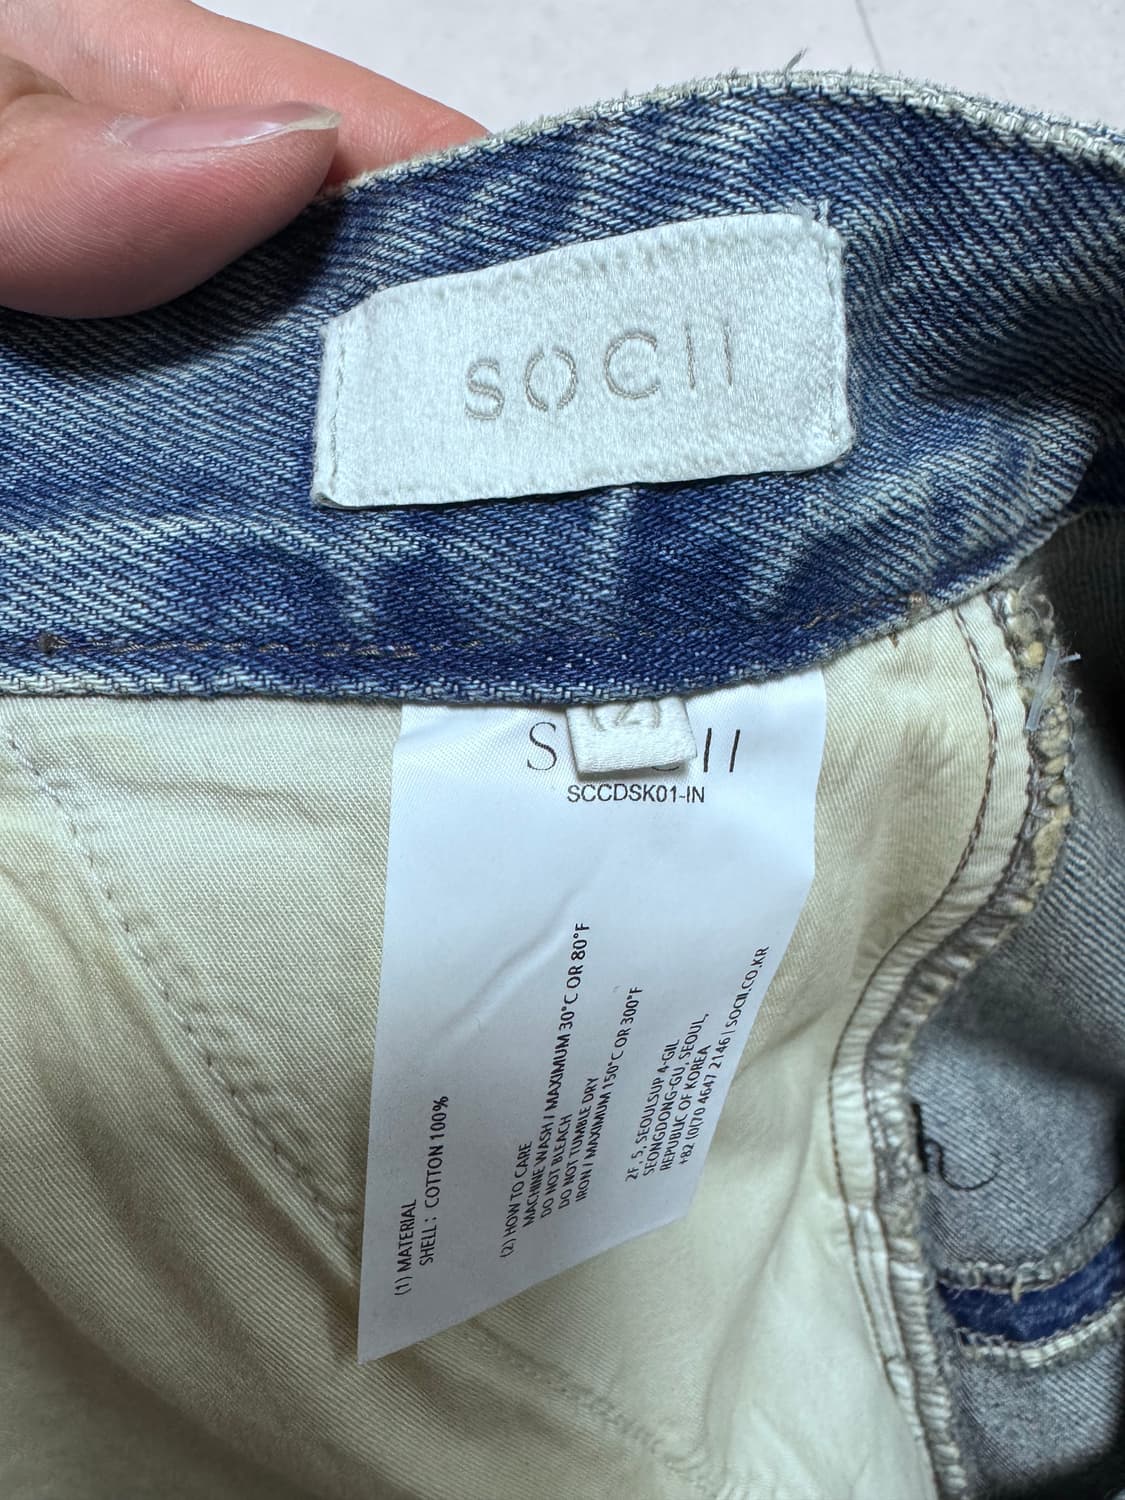 SOCII
(2)
S CII
SCCDSK01-IN
(1) MATERIAL
SHELL : COTTON 100%
(2) HOW TO CARE
MACHINE WASH / MAXIMUM 30°C OR 80°F
DO NOT BLEACH
DO NOT TUMBLE DRY
IRON / MAXIMUM 150°C OR 300°F
2F, 5, SEOULSUP 4-GIL
SEONGDONG-GU, SEOUL,
REPUBLIC OF KOREA
+82 (0)70 4647 2146 / SOCII.CO.KR